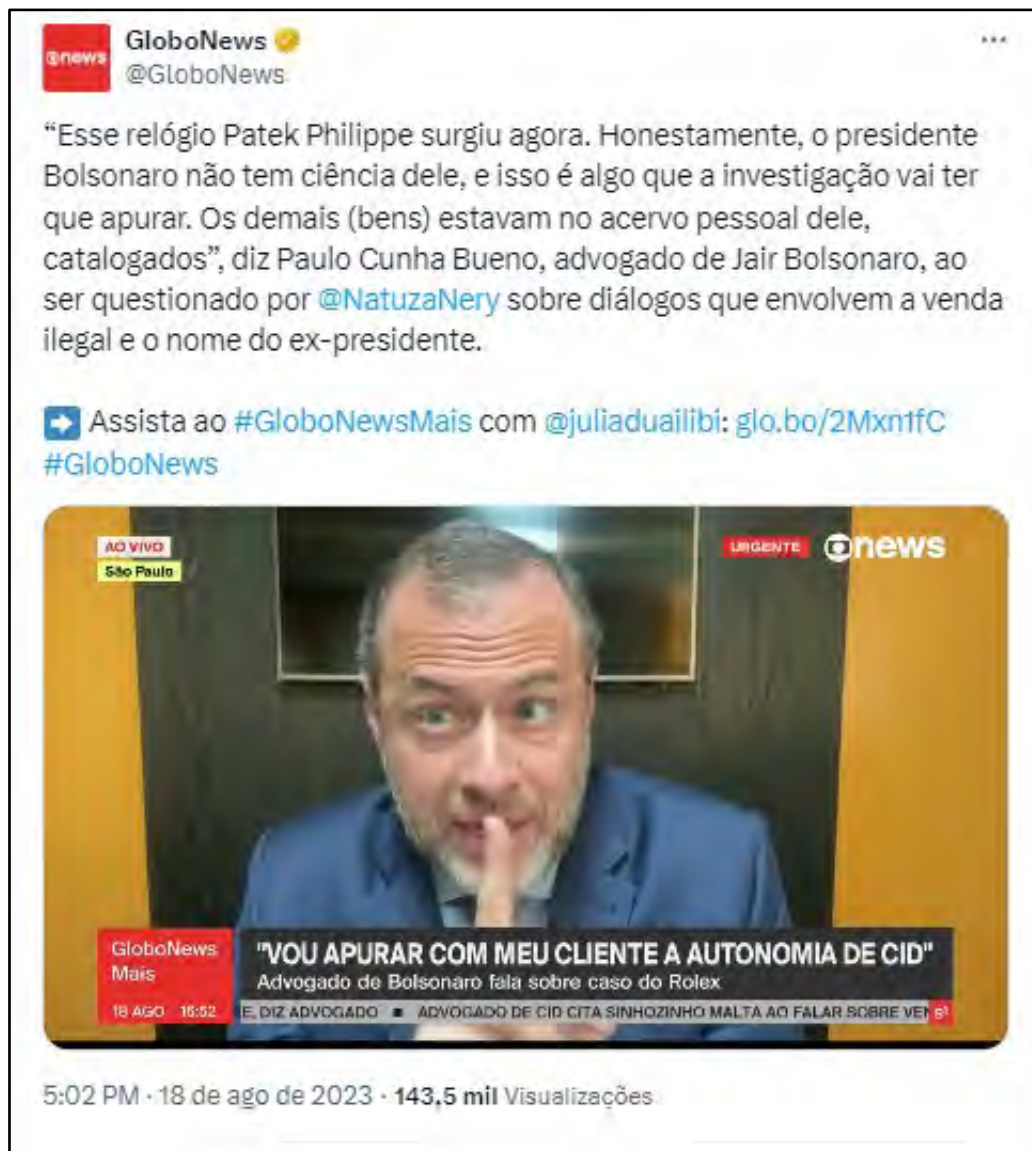 GloboNews
@GloboNews
news
“Esse relógio Patek Philippe surgiu agora. Honestamente, o presidente
Bolsonaro não tem ciência dele, e isso é algo que a investigação vai ter
que apurar. Os demais (bens) estavam no acervo pessoal dele,
catalogados”, diz Paulo Cunha Bueno, advogado de Jair Bolsonaro, ao
ser questionado por @NatuzaNery sobre diálogos que envolvem a venda
ilegal e o nome do ex-presidente.
Assista ao #GloboNewsMais com @juliaduailibi: glo.bo/2Mxn1fC
#GloboNews
AO VIVO
São Paulo
URGENTE news
GloboNews
Mais
"VOU APURAR COM MEU CLIENTE A AUTONOMIA DE CID"
Advogado de Bolsonaro fala sobre caso do Rolex
18 AGO 16:52
E, DIZ ADVOGADO ■ ADVOGADO DE CID CITA SINHOZINHO MALTA AO FALAR SOBRE
5:02 PM · 18 de ago de 2023 · 143,5 mil Visualizações